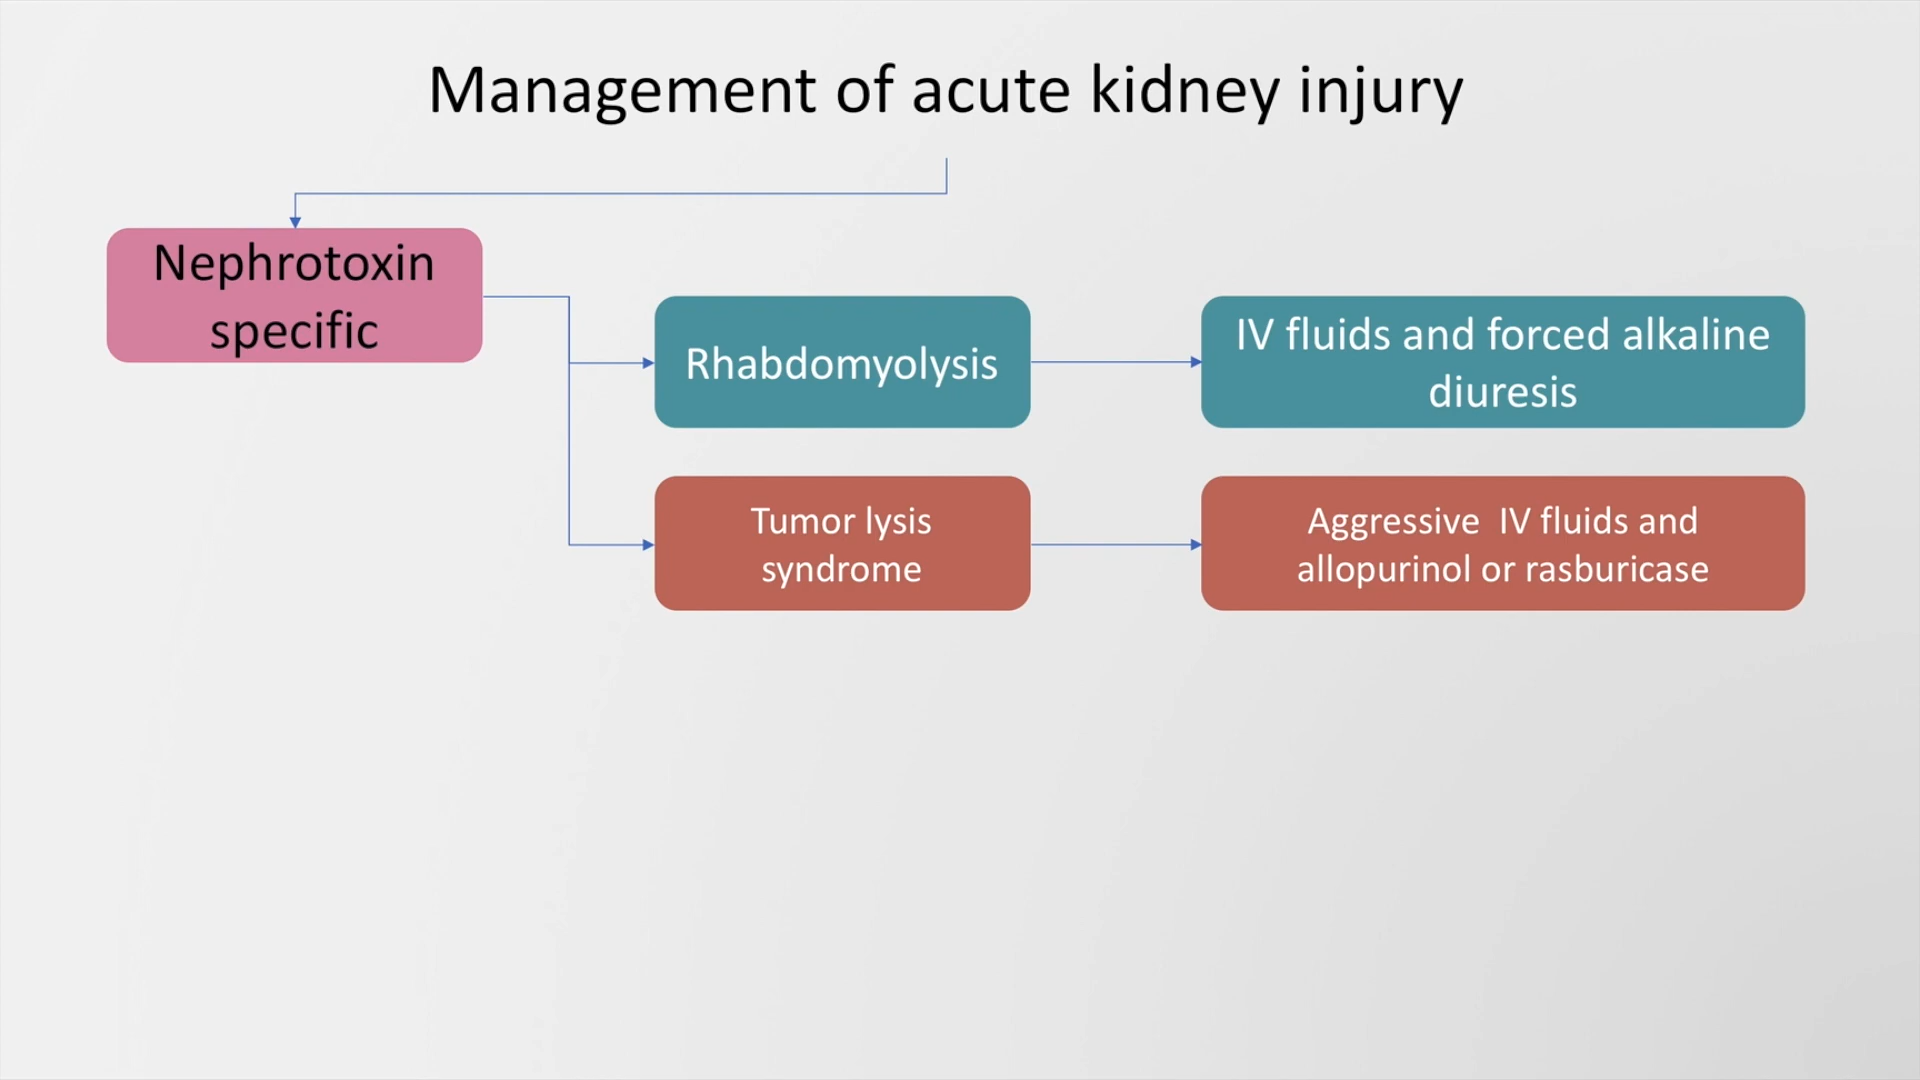 Management of acute kidney injury
Nephrotoxin
specific
Rhabdomyolysis
IV fluids and forced alkaline
diuresis
Tumor lysis
syndrome
Aggressive  IV fluids and
allopurinol or rasburicase